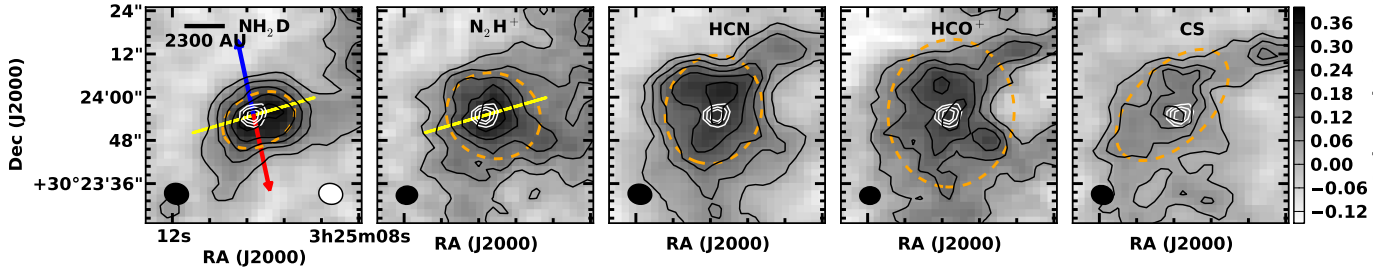 24"
12"
24'00"
48"
+30°23'36"
Dec (J2000)
NH₂D
2300 AU
N₂H⁺
HCN
HCO⁺
CS
12s
3h25m08s
RA (J2000)
RA (J2000)
RA (J2000)
RA (J2000)
RA (J2000)
0.36
0.30
0.24
0.18
0.12
0.06
0.00
−0.06
−0.12